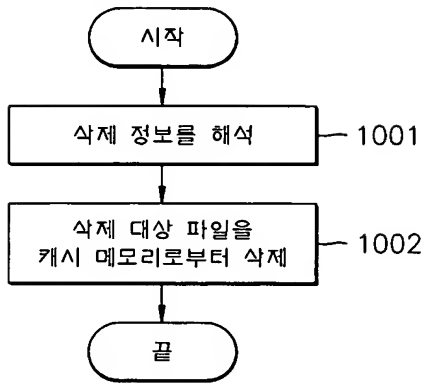 시작
삭제 정보를 해석
1001
삭제 대상 파일을
캐시 메모리로부터 삭제
1002
끝